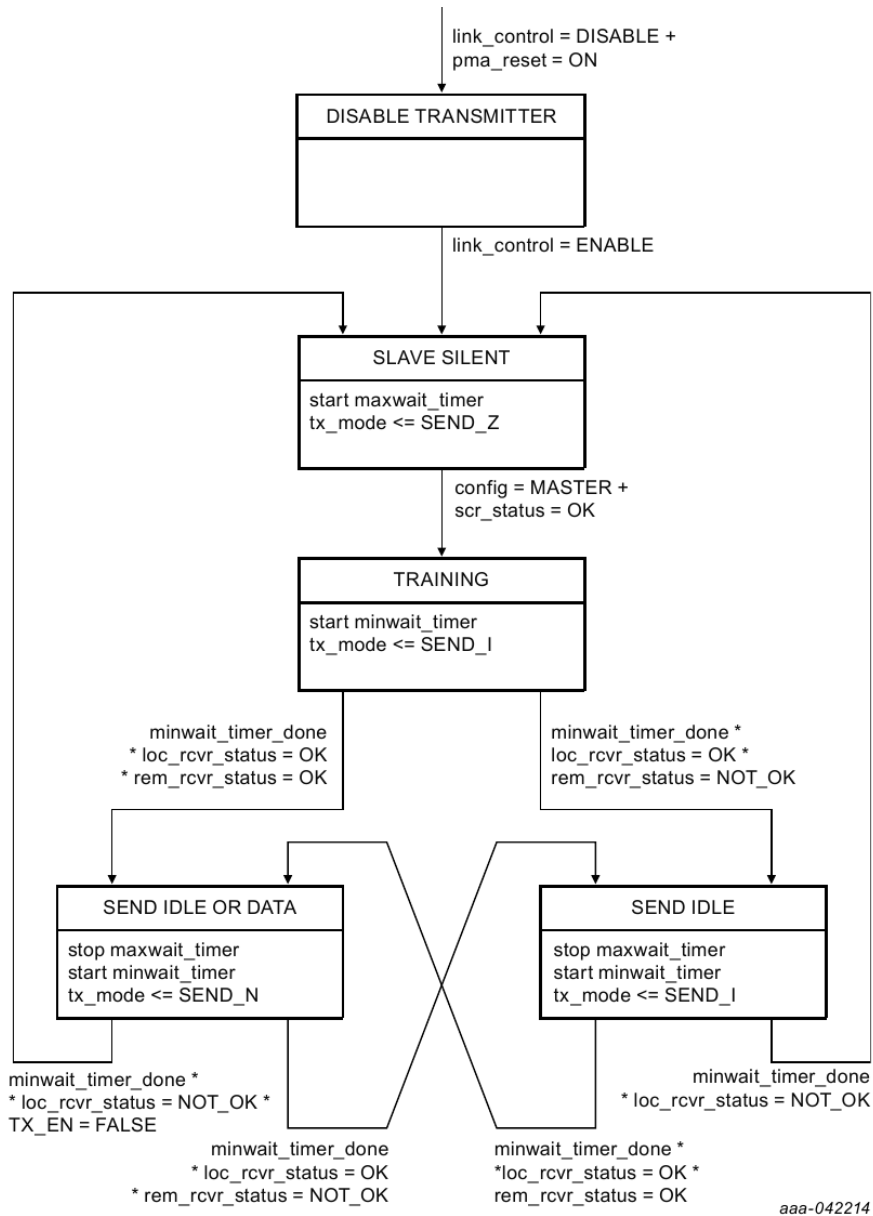 link_control = DISABLE +
pma_reset = ON
DISABLE TRANSMITTER
link_control = ENABLE
SLAVE SILENT
start maxwait_timer
tx_mode <= SEND_Z
config = MASTER +
scr_status = OK
TRAINING
start minwait_timer
tx_mode <= SEND_I
minwait_timer_done
* loc_rcvr_status = OK
* rem_rcvr_status = OK
minwait_timer_done *
loc_rcvr_status = OK *
rem_rcvr_status = NOT_OK
SEND IDLE OR DATA
stop maxwait_timer
start minwait_timer
tx_mode <= SEND_N
SEND IDLE
stop maxwait_timer
start minwait_timer
tx_mode <= SEND_I
minwait_timer_done *
* loc_rcvr_status = NOT_OK *
TX_EN = FALSE
minwait_timer_done
* loc_rcvr_status = OK
* rem_rcvr_status = NOT_OK
minwait_timer_done *
*loc_rcvr_status = OK *
rem_rcvr_status = OK
minwait_timer_done
* loc_rcvr_status = NOT_OK
aaa-042214